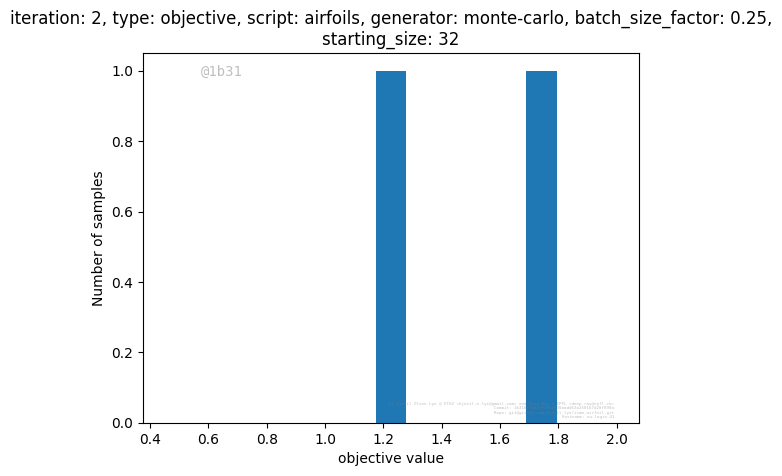 iteration: 2, type: objective, script: airfoils, generator: monte-carlo, batch_size_factor: 0.25,
starting_size: 32
@1b31
1.0
0.8
0.6
0.4
0.2
0.0
Number of samples
0.4 0.6 0.8 1.0 1.2 1.4 1.6 1.8 2.0
objective value